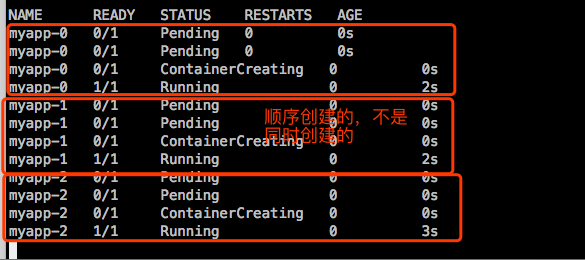 NAME READY STATUS RESTARTS AGE
myapp-0 0/1 Pending 0 0s
myapp-0 0/1 Pending 0 0s
myapp-0 0/1 ContainerCreating 0 0s
myapp-0 1/1 Running 0 2s
myapp-1 0/1 Pending 0 0s
myapp-1 0/1 Pending 0 0s
myapp-1 0/1 ContainerCreating 0 0s
myapp-1 1/1 Running 0 2s
顺序创建的，不是
同时创建的
myapp-2 0/1 Pending 0 0s
myapp-2 0/1 Pending 0 0s
myapp-2 0/1 ContainerCreating 0 0s
myapp-2 1/1 Running 0 3s